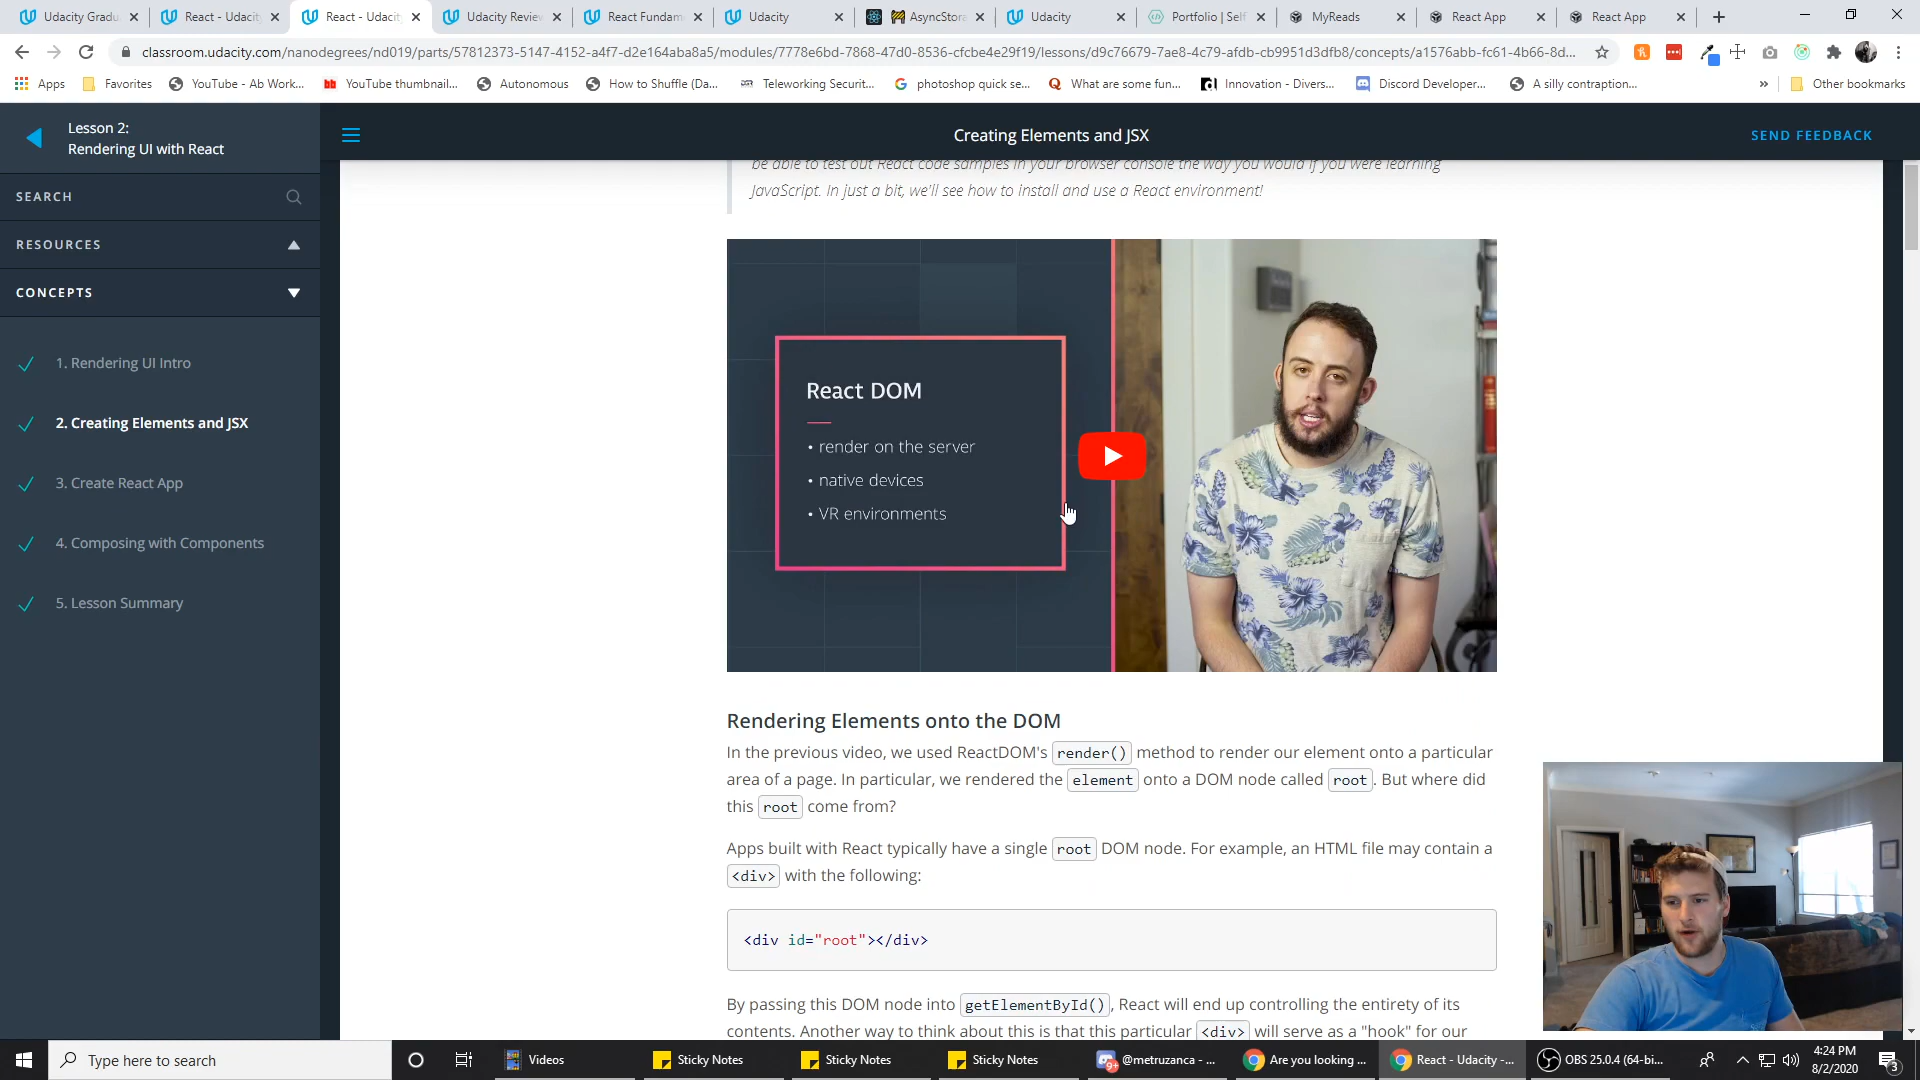 Udacity Gradu
React - Udacity
React - Udacity
Udacity Review
React Fundam
Udacity
AsyncStora
Udacity
Portfolio | Self
MyReads
React App
React App
classroom.udacity.com/nanodegrees/nd019/parts/57812373-5147-4152-a4f7-d2e164aba8a5/modules/7778e6bd-7868-47d0-8536-cfcbe4e29f19/lessons/d9c76679-7ae8-4c79-afdb-cb9951d3dfb8/concepts/a1576abb-fc61-4b66-8d...
Apps
Favorites
YouTube - Ab Work...
YouTube thumbnail...
Autonomous
How to Shuffle (Da...
Teleworking Securit...
photoshop quick se...
What are some fun...
Innovation - Divers...
Discord Developer...
A silly contraption...
»
Other bookmarks
Lesson 2:
Rendering UI with React
SEARCH
RESOURCES
CONCEPTS
1. Rendering UI Intro
2. Creating Elements and JSX
3. Create React App
4. Composing with Components
5. Lesson Summary
Creating Elements and JSX
SEND FEEDBACK
be able to test out React code samples in your browser console the way you would if you were learning
JavaScript. In just a bit, we'll see how to install and use a React environment!
React DOM
• render on the server
• native devices
• VR environments
Rendering Elements onto the DOM
In the previous video, we used ReactDOM's render() method to render our element onto a particular
area of a page. In particular, we rendered the element onto a DOM node called root. But where did
this root come from?
Apps built with React typically have a single root DOM node. For example, an HTML file may contain a
<div> with the following:
<div id="root"></div>
By passing this DOM node into getElementById(), React will end up controlling the entirety of its
contents. Another way to think about this is that this particular <div> will serve as a "hook" for our
Type here to search
Videos
Sticky Notes
Sticky Notes
Sticky Notes
9+
@metruzanca - ...
Are you looking ...
React - Udacity -...
OBS 25.0.4 (64-bi...
4:24 PM
8/2/2020
3